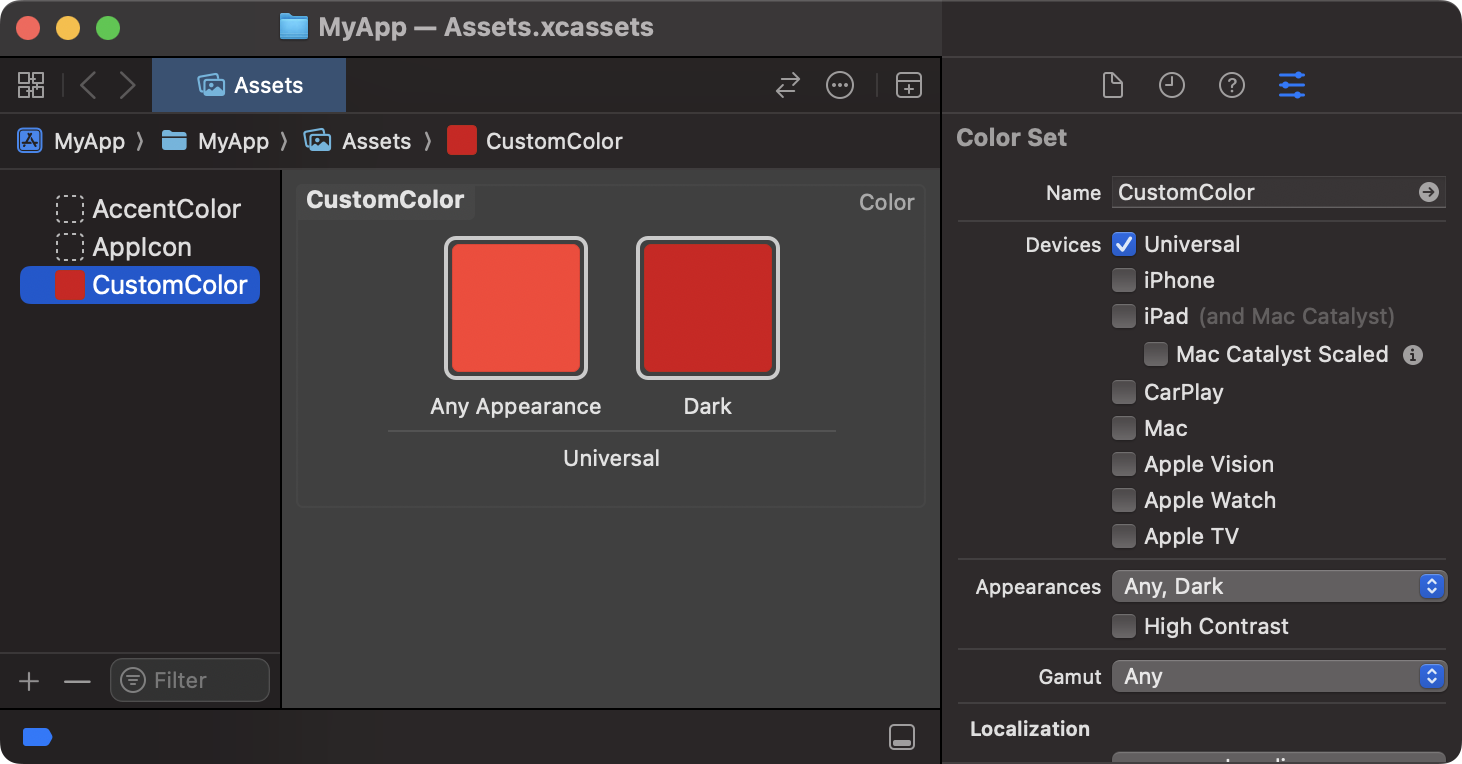 MyApp — Assets.xcassets
Assets
MyApp 〉 MyApp 〉 Assets 〉 CustomColor
AccentColor
AppIcon
CustomColor
Filter
CustomColor
Color
Any Appearance
Dark
Universal
Color Set
Name CustomColor
Devices Universal
iPhone
iPad (and Mac Catalyst)
Mac Catalyst Scaled
CarPlay
Mac
Apple Vision
Apple Watch
Apple TV
Appearances Any, Dark
High Contrast
Gamut Any
Localization